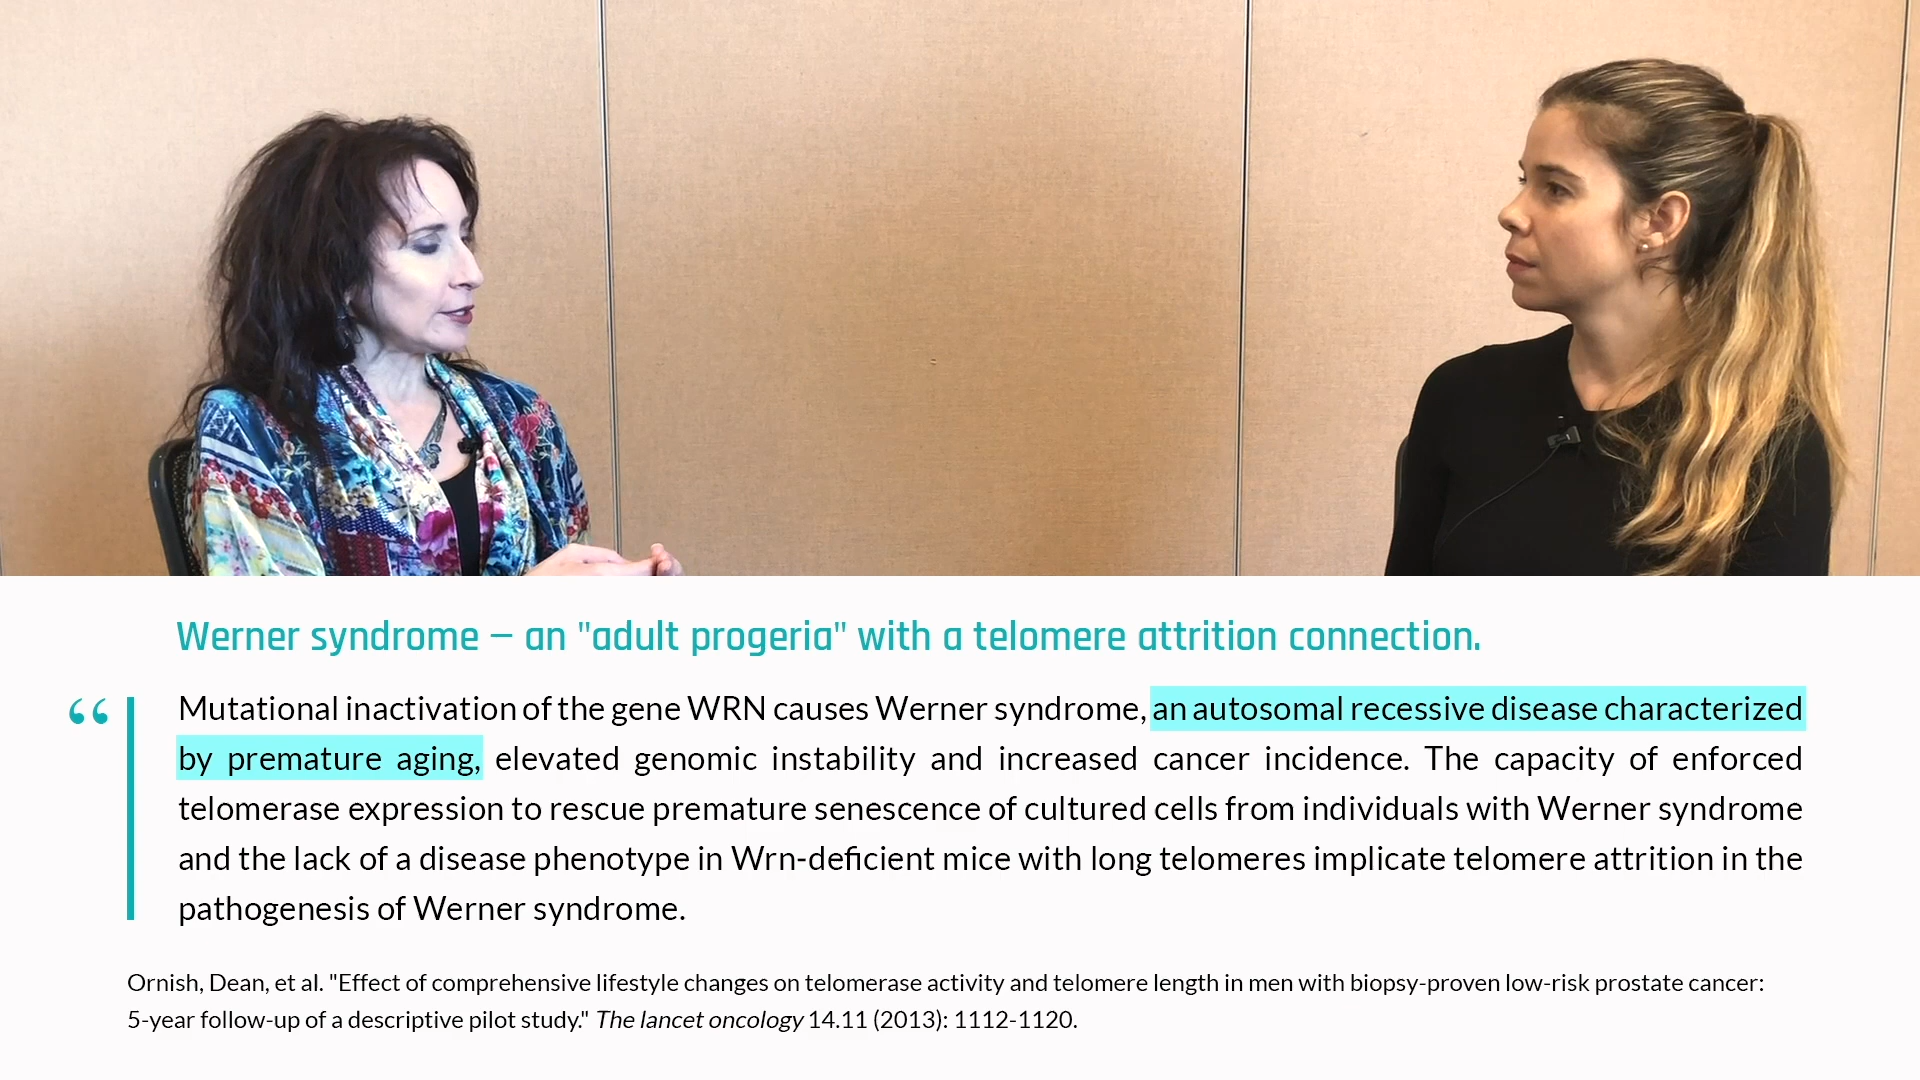 Werner syndrome — an "adult progeria" with a telomere attrition connection.
“
Mutational inactivation of the gene WRN causes Werner syndrome, an autosomal recessive disease characterized
by premature aging, elevated genomic instability and increased cancer incidence. The capacity of enforced
telomerase expression to rescue premature senescence of cultured cells from individuals with Werner syndrome
and the lack of a disease phenotype in Wrn-deficient mice with long telomeres implicate telomere attrition in the
pathogenesis of Werner syndrome.
Ornish, Dean, et al. "Effect of comprehensive lifestyle changes on telomerase activity and telomere length in men with biopsy-proven low-risk prostate cancer:
5-year follow-up of a descriptive pilot study." The lancet oncology 14.11 (2013): 1112-1120.